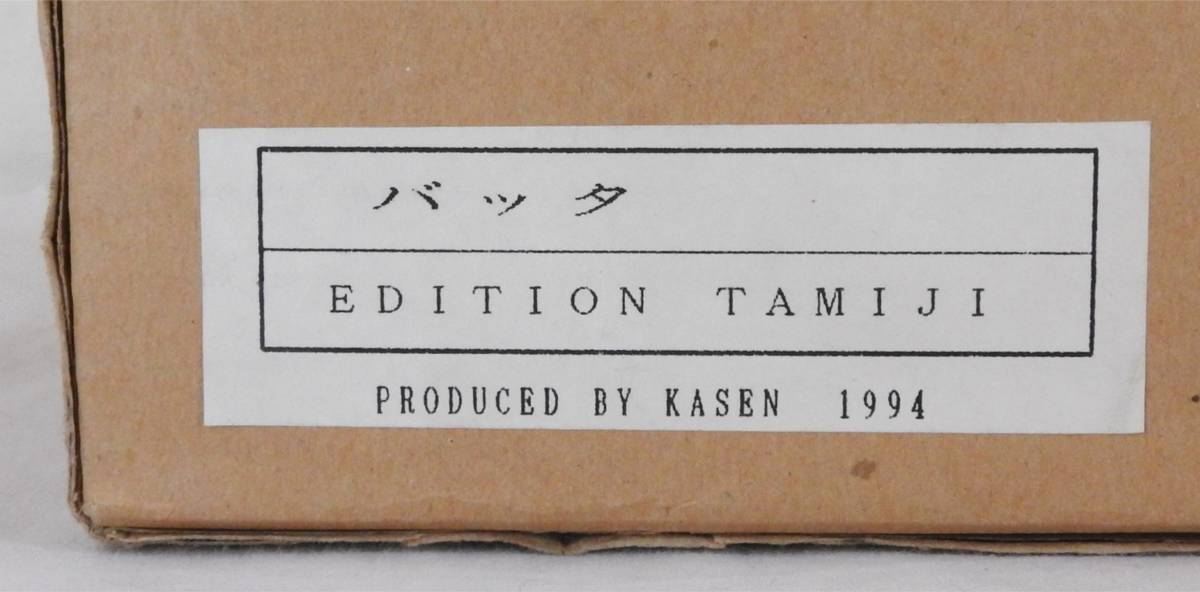 バッタ
EDITION TAMIJI
PRODUCED BY KASEN 1994